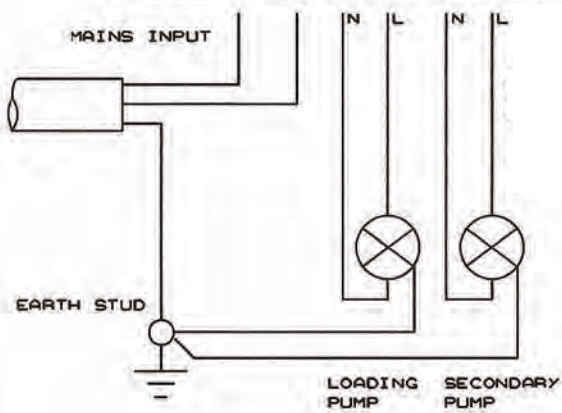 N L N L
MAINS INPUT
EARTH STUD
LOADING SECONDARY
PUMP PUMP